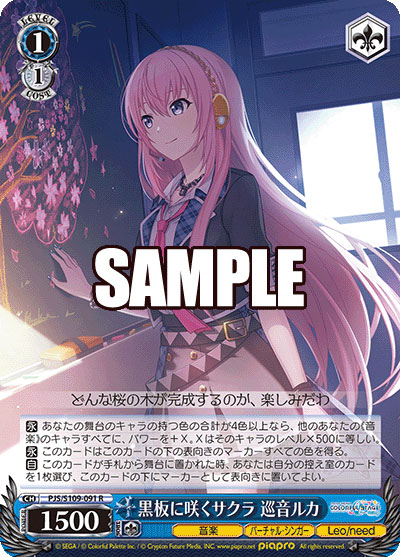 LEVEL
1
1
COST
SAMPLE
どんな桜の木が完成するのが、楽しみだわ
永 あなたの舞台のキャラの持つ色の合計が4色以上なら、他のあなたの《音
楽》のキャラすべてに、パワーを+X。Xはそのキャラのレベル×500に等しい。
永 このカードはこのカードの下の表向きのマーカーすべての色を得る。
自 このカードが手札から舞台に置かれた時、あなたは自分の控え室のカード
を1枚選び、このカードの下にマーカーとして表向きに置いてよい。
CH PJS/S109-091 R
黒板に咲くサクラ 巡音ルカ
COLORFUL STAGE
POWER
1500
SOUL
音楽
バーチャル・シンガー
Leo/need
© SEGA / © Colorful Palette Inc. / © Crypton Future Media, INC. www.piapro.net piapro All rights reserved.